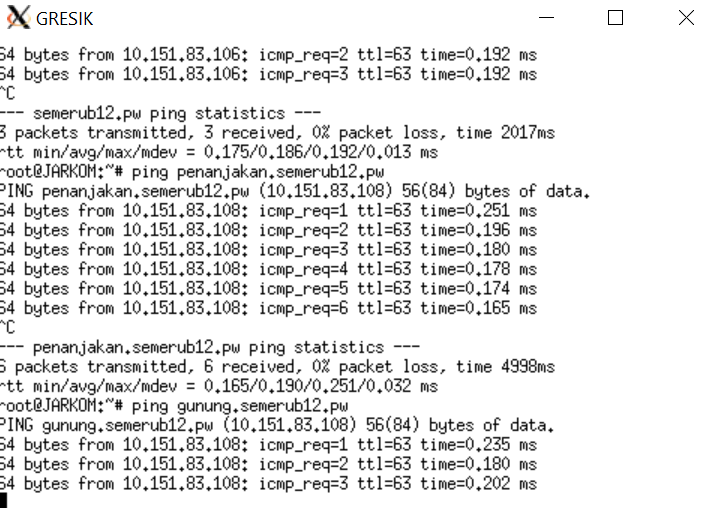 GRESIK
64 bytes from 10.151.83.106: icmp_req=2 ttl=63 time=0.192 ms
64 bytes from 10.151.83.106: icmp_req=3 ttl=63 time=0.192 ms
^C
--- semerub12.pw ping statistics ---
3 packets transmitted, 3 received, 0% packet loss, time 2017ms
rtt min/avg/max/mdev = 0.175/0.186/0.192/0.013 ms
root@JARKOM:~# ping penanjakan.semerub12.pw
PING penanjakan.semerub12.pw (10.151.83.108) 56(84) bytes of data.
64 bytes from 10.151.83.108: icmp_req=1 ttl=63 time=0.251 ms
64 bytes from 10.151.83.108: icmp_req=2 ttl=63 time=0.196 ms
64 bytes from 10.151.83.108: icmp_req=3 ttl=63 time=0.180 ms
64 bytes from 10.151.83.108: icmp_req=4 ttl=63 time=0.178 ms
64 bytes from 10.151.83.108: icmp_req=5 ttl=63 time=0.174 ms
64 bytes from 10.151.83.108: icmp_req=6 ttl=63 time=0.165 ms
^C
--- penanjakan.semerub12.pw ping statistics ---
6 packets transmitted, 6 received, 0% packet loss, time 4998ms
rtt min/avg/max/mdev = 0.165/0.190/0.251/0.032 ms
root@JARKOM:~# ping gunung.semerub12.pw
PING gunung.semerub12.pw (10.151.83.108) 56(84) bytes of data.
64 bytes from 10.151.83.108: icmp_req=1 ttl=63 time=0.235 ms
64 bytes from 10.151.83.108: icmp_req=2 ttl=63 time=0.180 ms
64 bytes from 10.151.83.108: icmp_req=3 ttl=63 time=0.202 ms